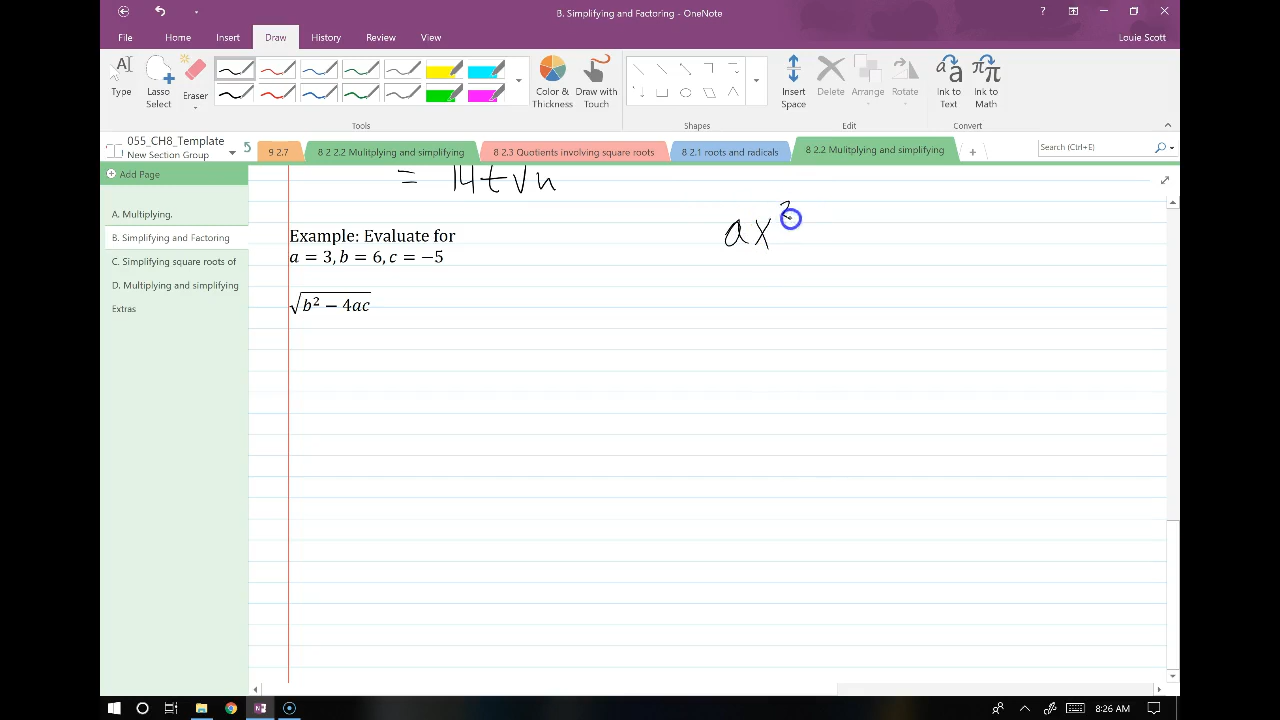 B. Simplifying and Factoring - OneNote
?
File Home Insert Draw History Review View
Louie Scott
Type
Lasso Select
Eraser
Color & Thickness
Draw with Touch
Insert Space
Delete
Arrange
Rotate
Ink to Text
Ink to Math
Tools
Shapes
Edit
Convert
055_CH8_Template
New Section Group
9 2.7
8 2.2.2 Mulitplying and simplifying
8 2.3 Quotients involving square roots
8 2.1 roots and radicals
8 2.2 Mulitplying and simplifying
Search (Ctrl+E)
Add Page
A. Multiplying.
B. Simplifying and Factoring
C. Simplifying square roots of
D. Multiplying and simplifying
Extras
= 14t√n
ax²
Example: Evaluate for
a = 3, b = 6, c = −5
√b² − 4ac
8:26 AM